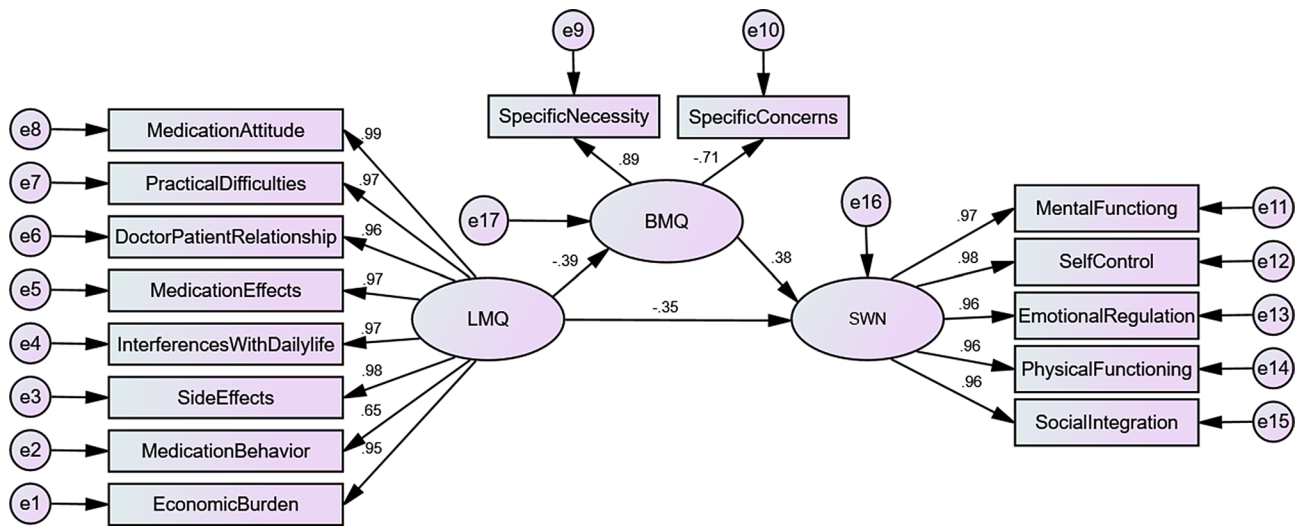 e9
e10
SpecificNecessity
SpecificConcerns
.89
-.71
e8
MedicationAttitude
.99
e7
PracticalDifficulties
.97
e6
DoctorPatientRelationship
.96
e5
MedicationEffects
.97
e4
InterferencesWithDailylife
.97
e3
SideEffects
.98
e2
MedicationBehavior
.65
e1
EconomicBurden
.95
LMQ
-.39
-.35
e17
BMQ
.38
e16
SWN
.97
MentalFunctiong
e11
.98
SelfControl
e12
.96
EmotionalRegulation
e13
.96
PhysicalFunctioning
e14
.96
SocialIntegration
e15